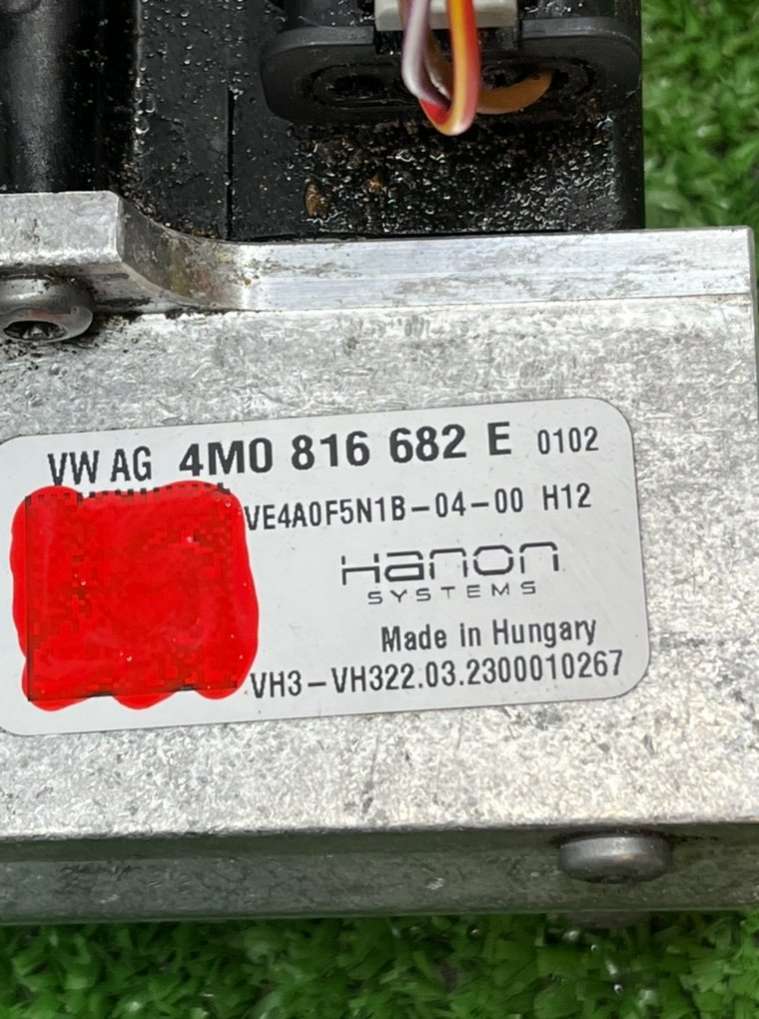 VW AG 4M0 816 682 E 0102
VE4A0F5N1B-04-00 H12
Hanon
SYSTEMS
Made in Hungary
VH3-VH322.03.2300010267